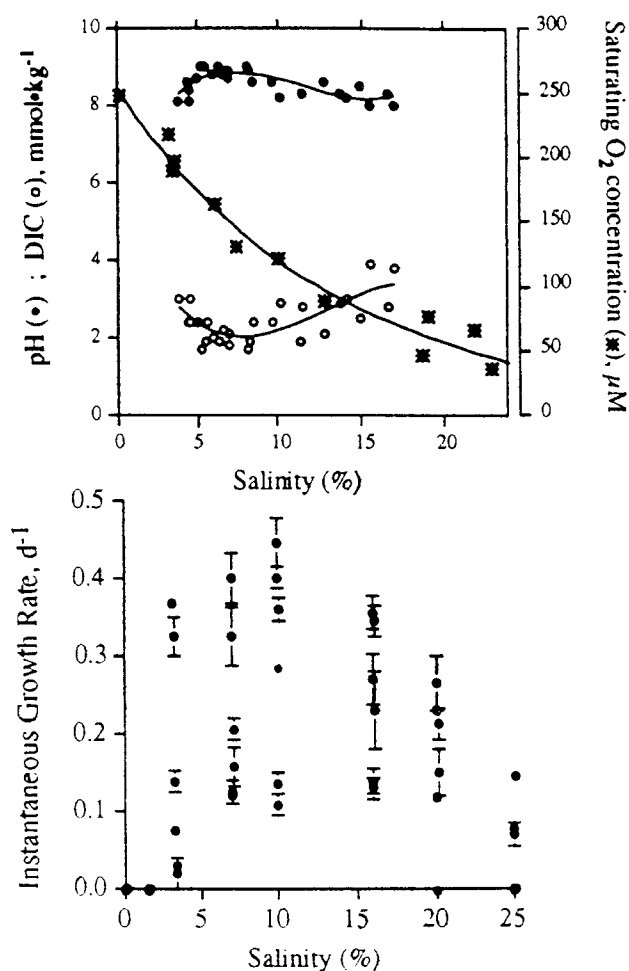 pH (•) ; DIC (o), mmol•kg-1
10
8
6
4
2
0
300
250
200
150
100
50
0
Saturating O2 concentration (✱), µM
0 5 10 15 20
Salinity (%)
Instantaneous Growth Rate, d-1
0.5
0.4
0.3
0.2
0.1
0.0
0 5 10 15 20 25
Salinity (%)